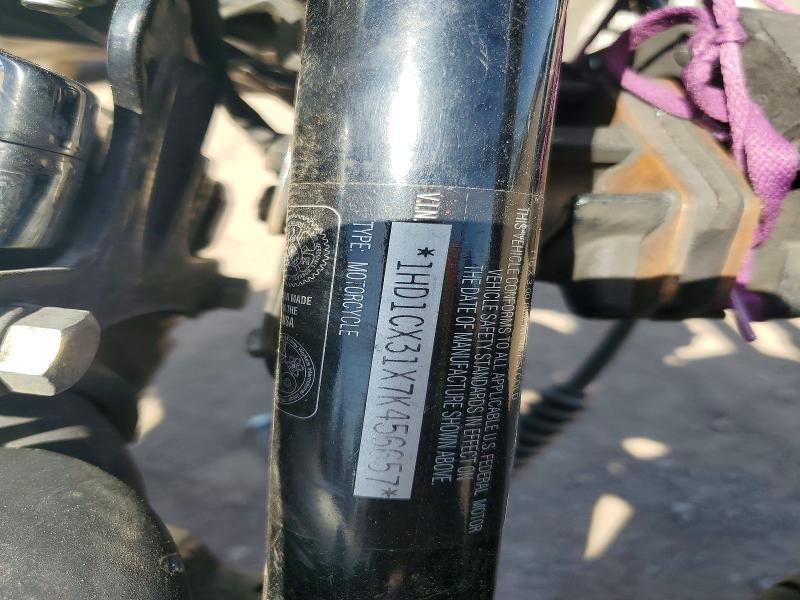 THIS VEHICLE CONFORMS TO ALL APPLICABLE U.S. FEDERAL MOTOR
VEHICLE SAFETY STANDARDS IN EFFECT ON
THE DATE OF MANUFACTURE SHOWN ABOVE
VIN *1HD1CX31X7K456657*
TYPE: MOTORCYCLE
MADE
THE
USA